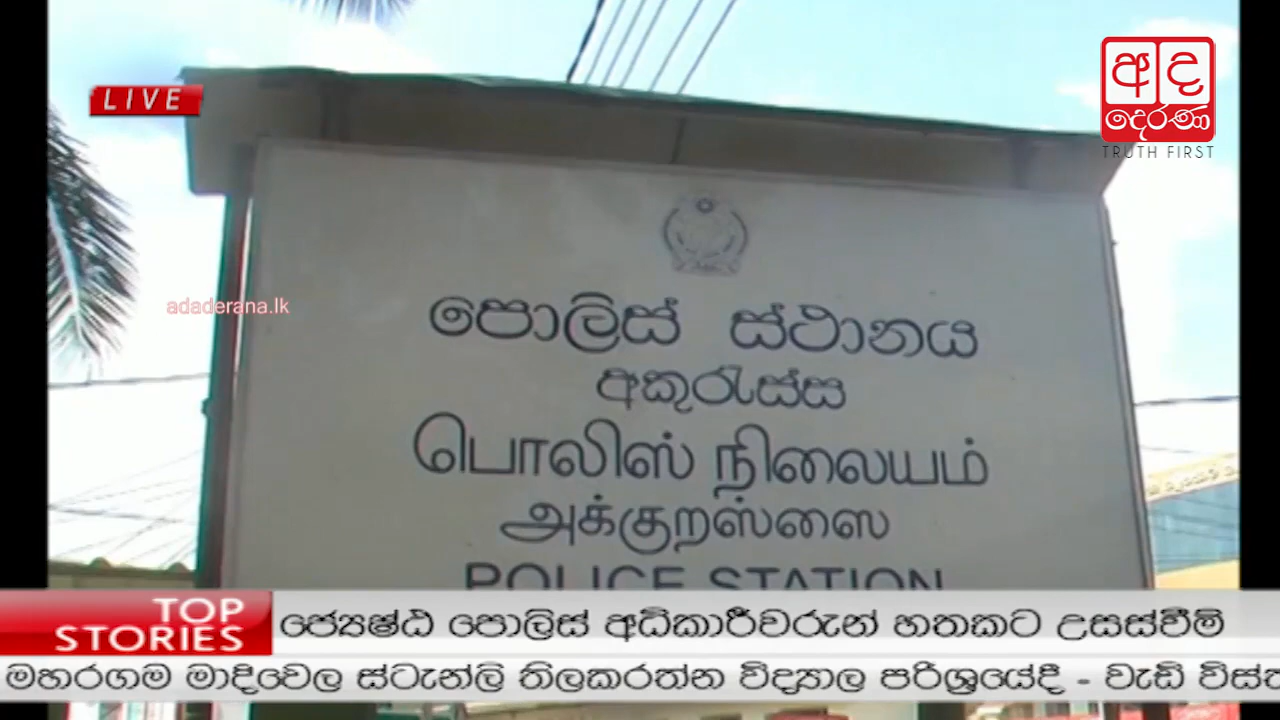 LIVE
අද
දෙරණ
TRUTH FIRST
adaderana.lk
පොලිස් ස්ථානය
අකුරැස්ස
பொலிஸ் நிலையம்
அக்குறஸ்ஸை
POLICE STATION
TOP STORIES
ජ්‍යෙෂ්ඨ පොලිස් අධිකාරීවරුන් හතකට උසස්වීම්
මහරගම මාදිවෙල ස්ටැන්ලි තිලකරත්න විද්‍යාල පරිශ්‍රයේදී - වැඩි විස්ත